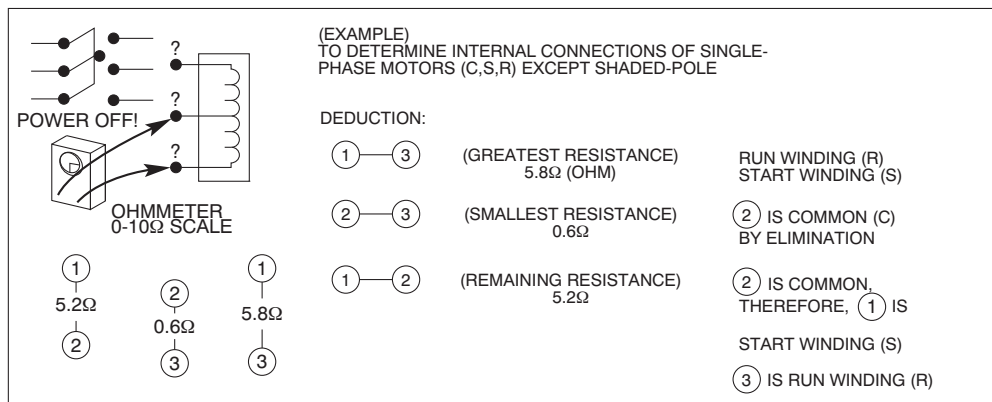 (EXAMPLE)
TO DETERMINE INTERNAL CONNECTIONS OF SINGLE-
PHASE MOTORS (C,S,R) EXCEPT SHADED-POLE
?
?
?
POWER OFF!
OHMMETER
0-10Ω SCALE
1
5.2Ω
2
2
0.6Ω
3
1
5.8Ω
3
DEDUCTION:
1 3 (GREATEST RESISTANCE) RUN WINDING (R)
5.8Ω (OHM) START WINDING (S)
2 3 (SMALLEST RESISTANCE) 2 IS COMMON (C)
0.6Ω BY ELIMINATION
1 2 (REMAINING RESISTANCE) 2 IS COMMON,
5.2Ω THEREFORE, 1 IS
START WINDING (S)
3 IS RUN WINDING (R)